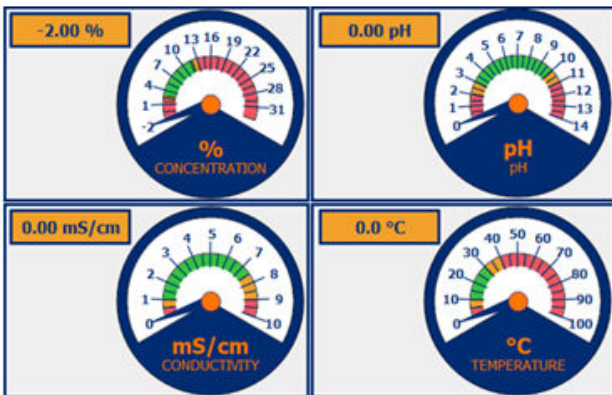 -2.00 %
-2 1 4 7 10 13 16 19 22 25 28 31
%
CONCENTRATION
0.00 pH
0 1 2 3 4 5 6 7 8 9 10 11 12 13 14
pH
pH
0.00 mS/cm
0 1 2 3 4 5 6 7 8 9 10
mS/cm
CONDUCTIVITY
0.0 °C
0 10 20 30 40 50 60 70 80 90 100
°C
TEMPERATURE